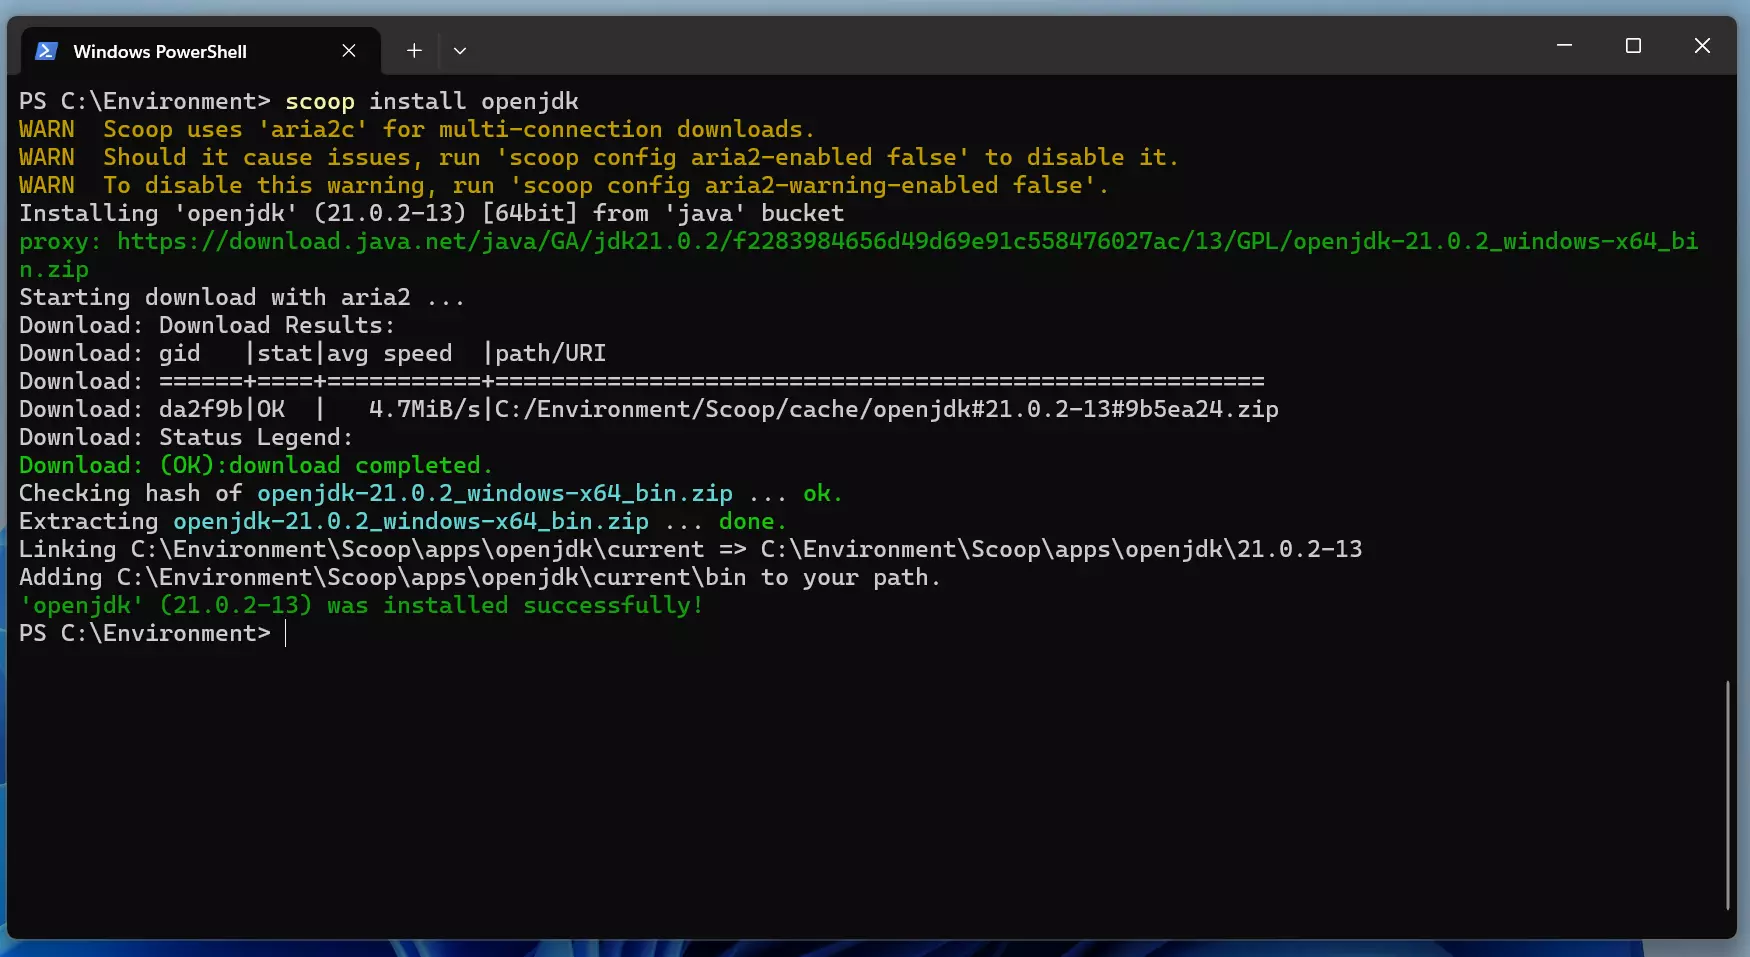 Windows PowerShell
PS C:\Environment> scoop install openjdk
WARN  Scoop uses 'aria2c' for multi-connection downloads.
WARN  Should it cause issues, run 'scoop config aria2-enabled false' to disable it.
WARN  To disable this warning, run 'scoop config aria2-warning-enabled false'.
Installing 'openjdk' (21.0.2-13) [64bit] from 'java' bucket
proxy: https://download.java.net/java/GA/jdk21.0.2/f2283984656d49d69e91c558476027ac/13/GPL/openjdk-21.0.2_windows-x64_bi
n.zip
Starting download with aria2 ...
Download: Download Results:
Download: gid   |stat|avg speed  |path/URI
Download: ======+====+===========+=======================================================
Download: da2f9b|OK  |   4.7MiB/s|C:/Environment/Scoop/cache/openjdk#21.0.2-13#9b5ea24.zip
Download: Status Legend:
Download: (OK):download completed.
Checking hash of openjdk-21.0.2_windows-x64_bin.zip ... ok.
Extracting openjdk-21.0.2_windows-x64_bin.zip ... done.
Linking C:\Environment\Scoop\apps\openjdk\current => C:\Environment\Scoop\apps\openjdk\21.0.2-13
Adding C:\Environment\Scoop\apps\openjdk\current\bin to your path.
'openjdk' (21.0.2-13) was installed successfully!
PS C:\Environment>